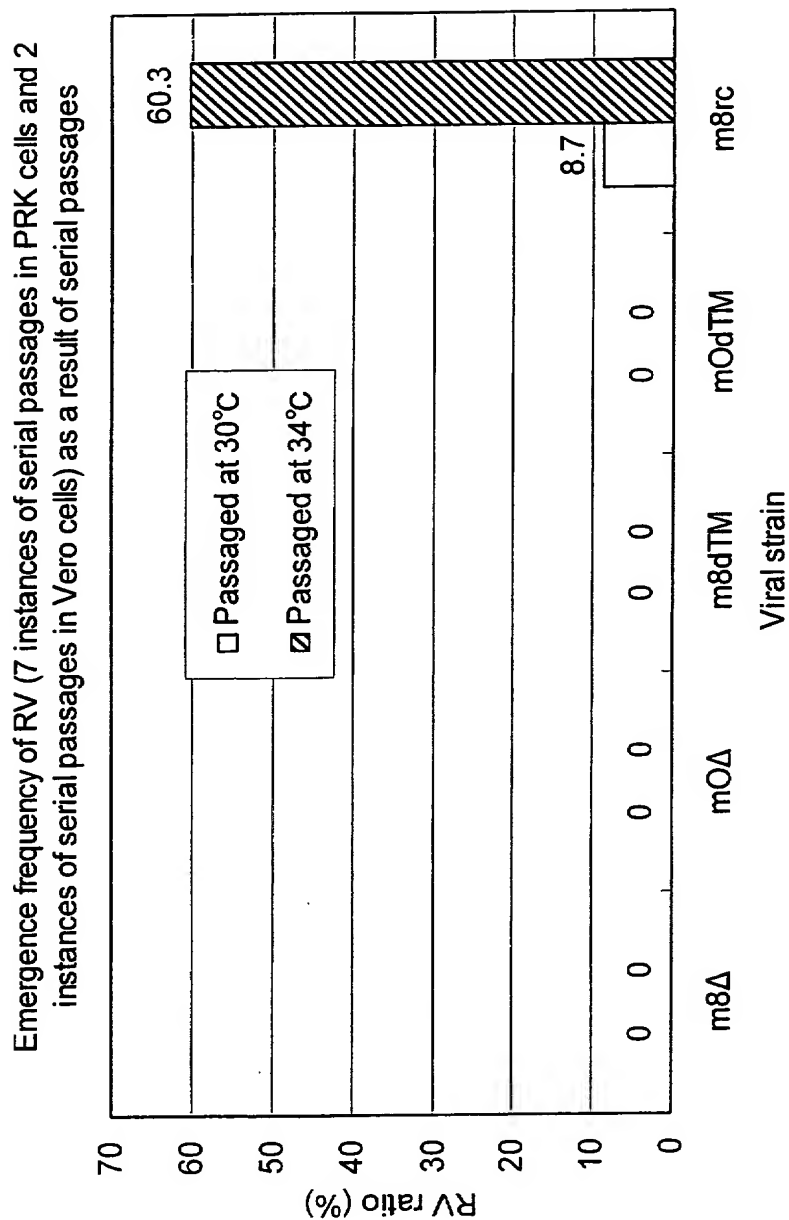 Emergence frequency of RV (7 instances of serial passages in PRK cells and 2
instances of serial passages in Vero cells) as a result of serial passages
RV ratio (%)
70
60
50
40
30
20
10
0
Passaged at 30°C
Passaged at 34°C
0 0
0 0
0 0
0 0
8.7
60.3
m8Δ
mOΔ
m8dTM
mOdTM
m8rc
Viral strain